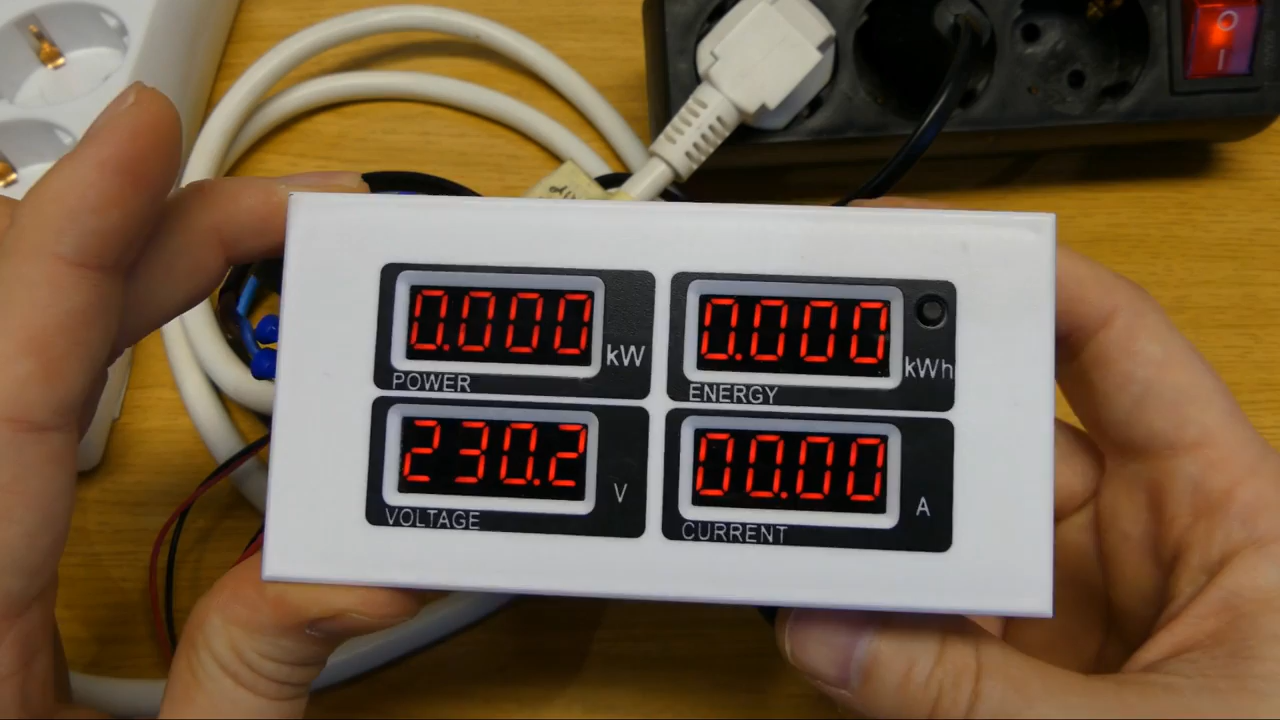 0.000 kW
POWER
0.000 kWh
ENERGY
230.2 V
VOLTAGE
00.00 A
CURRENT
O
I